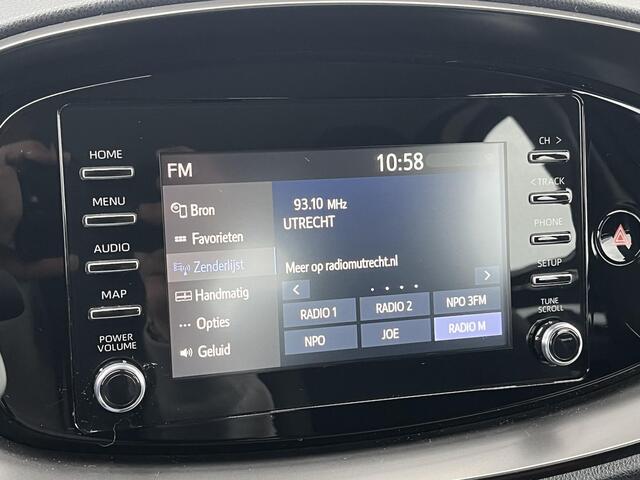 HOME
MENU
AUDIO
MAP
POWER
VOLUME
FM
10:58
Bron
Favorieten
Zenderlijst
Handmatig
Opties
Geluid
93.10 MHz
UTRECHT
Meer op radiomutrecht.nl
< >
RADIO 1 RADIO 2 NPO 3FM
NPO JOE RADIO M
CH >
< TRACK
PHONE
SETUP
TUNE
SCROLL